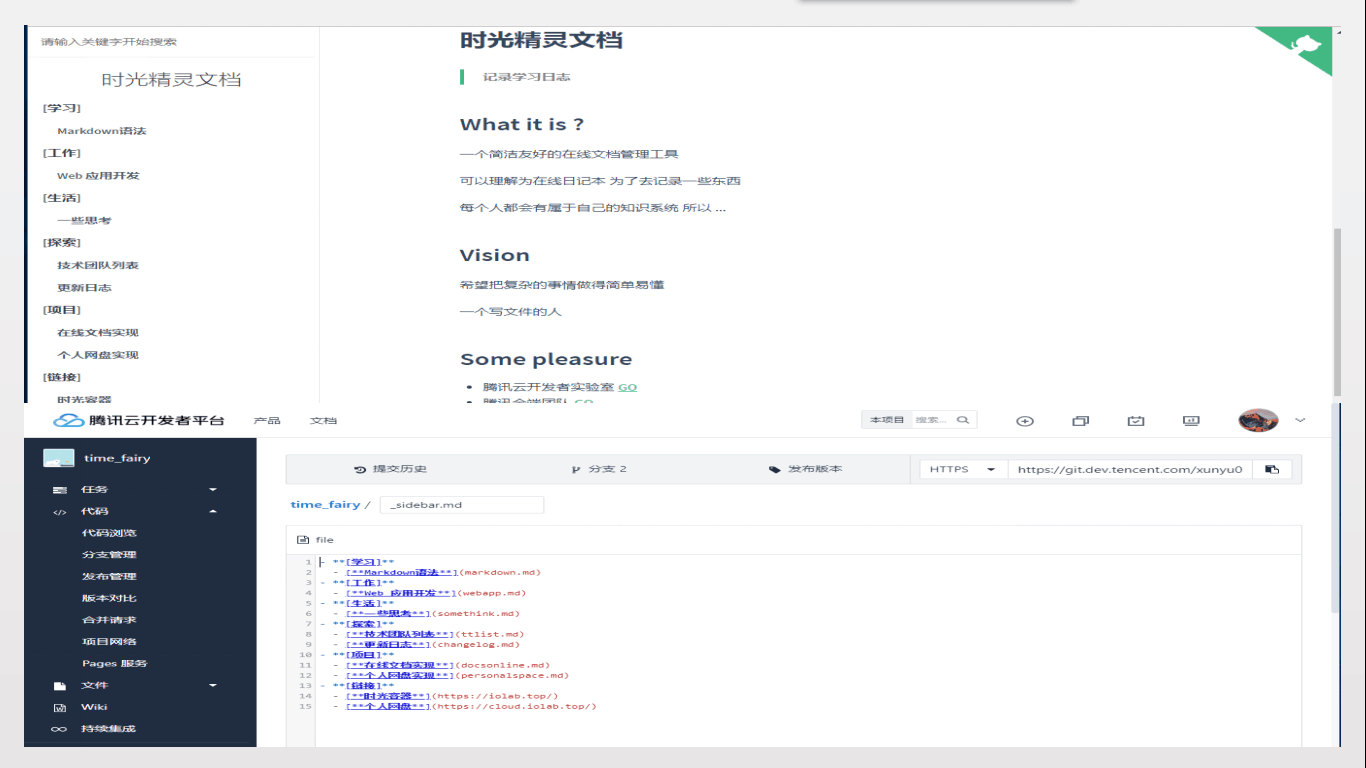 请输入关键字开始搜索
时光精灵文档
[学习]
Markdown语法
[工作]
Web 应用开发
[生活]
一些思考
[探索]
技术团队列表
更新日志
[项目]
在线文档实现
个人网盘实现
[链接]
时光容器
时光精灵文档
记录学习日志
What it is ?
一个简洁友好的在线文档管理工具
可以理解为在线日记本 为了去记录一些东西
每个人都会有属于自己的知识系统 所以 ...
Vision
希望把复杂的事情做得简单易懂
一个写文件的人
Some pleasure
• 腾讯云开发者实验室 GO
• 腾讯全端团队 GO
腾讯云开发者平台 产品 文档 本项目 搜索...
time_fairy
任务
代码
代码浏览
分支管理
发布管理
版本对比
合并请求
项目网络
Pages 服务
文件
Wiki
持续集成
提交历史 分支 2 发布版本 HTTPS https://git.dev.tencent.com/xunyu0
time_fairy / _sidebar.md
file
1 - **[学习]**
2 - [**Markdown语法**](markdown.md)
3 - **[工作]**
4 - [**Web 应用开发**](webapp.md)
5 - **[生活]**
6 - [**一些思考**](somethink.md)
7 - **[探索]**
8 - [**技术团队列表**](ttlist.md)
9 - [**更新日志**](changelog.md)
10 - **[项目]**
11 - [**在线文档实现**](docsonline.md)
12 - [**个人网盘实现**](personalspace.md)
13 - **[链接]**
14 - [**时光容器**](https://iolab.top/)
15 - [**个人网盘**](https://cloud.iolab.top/)